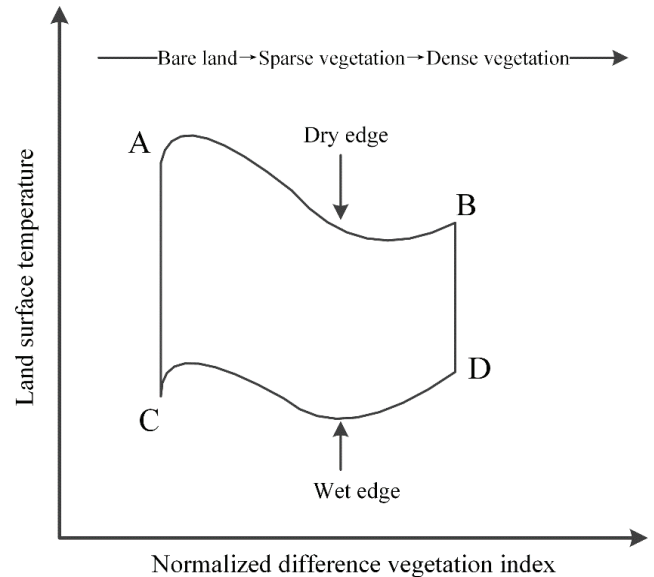 Bare land→Sparse vegetation→Dense vegetation
Dry edge
A
B
Land surface temperature
D
C
Wet edge
Normalized difference vegetation index